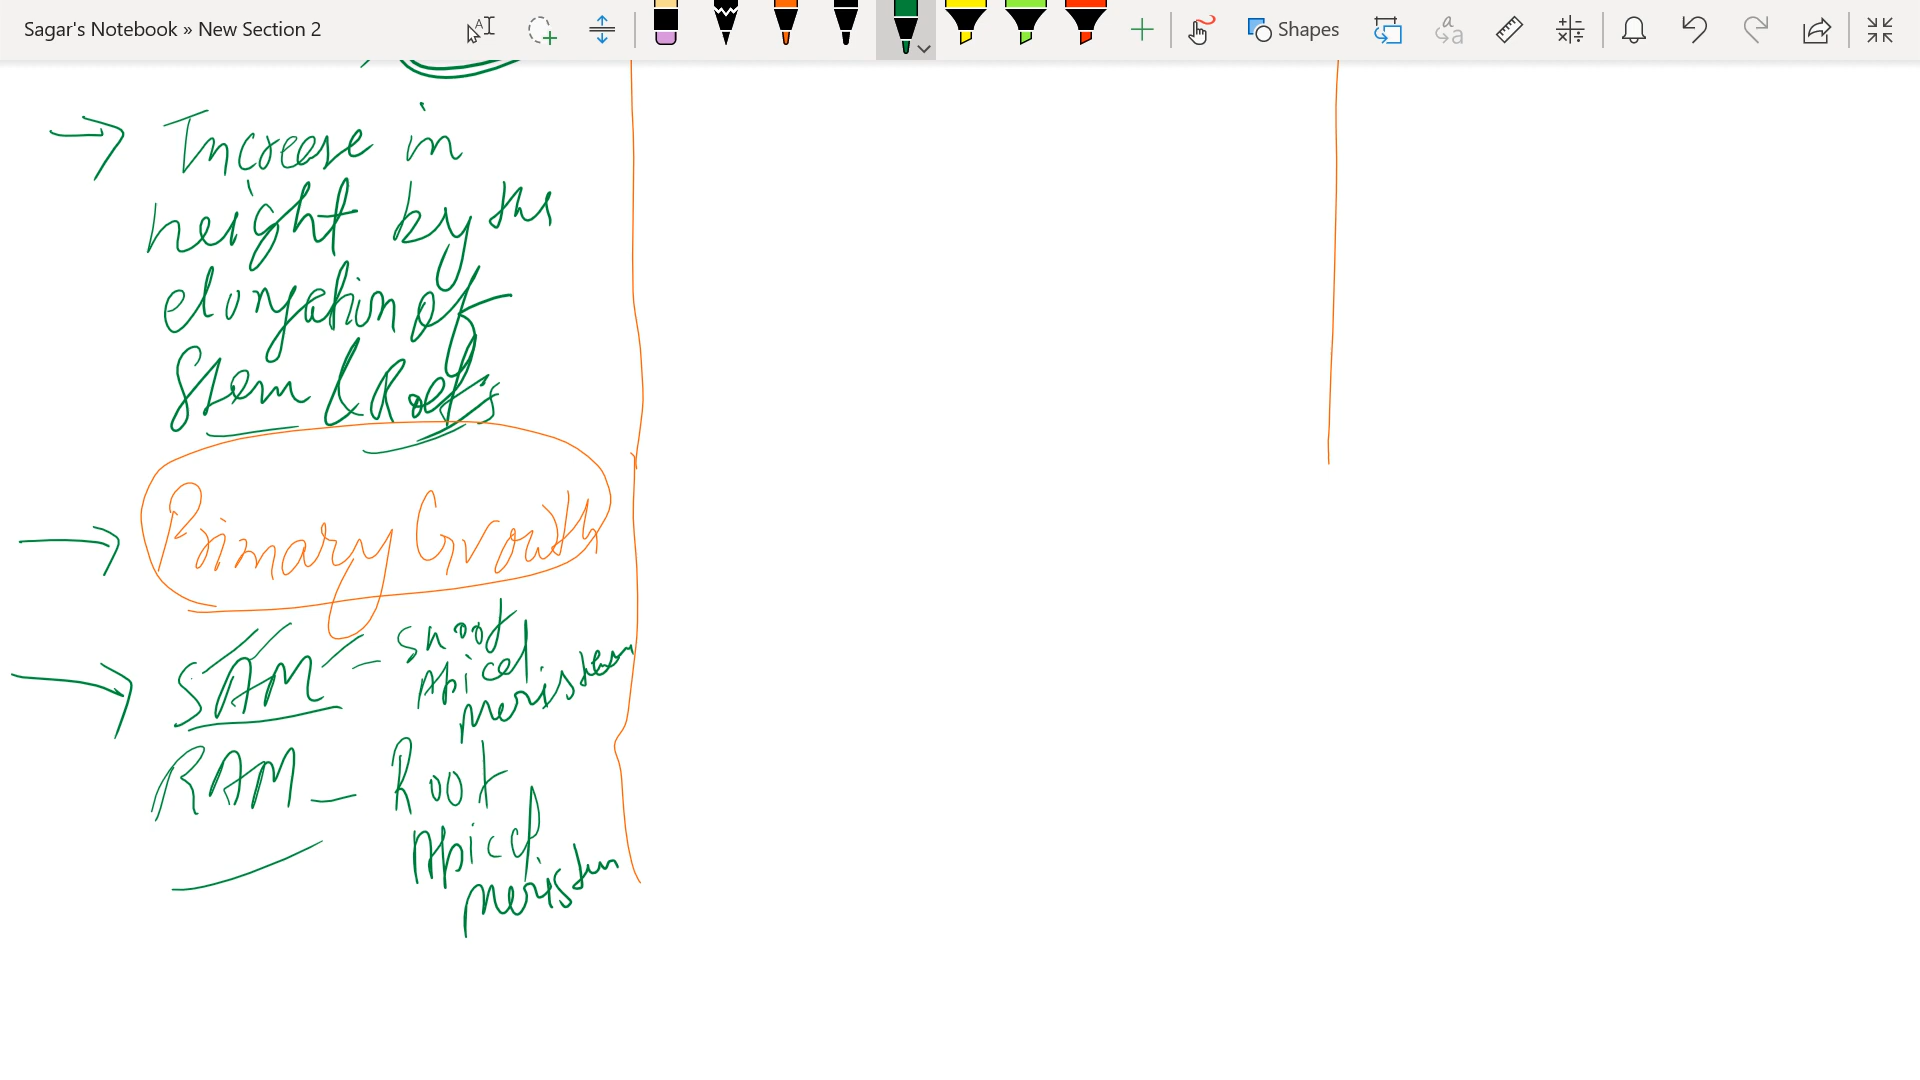 Sagar's Notebook » New Section 2
Shapes
→ Increase in
height by the
elongation of
Stem & Roots
→ Primary Growth
→ SAM - Shoot
Apical
meristem
RAM - Root
Apical
meristem